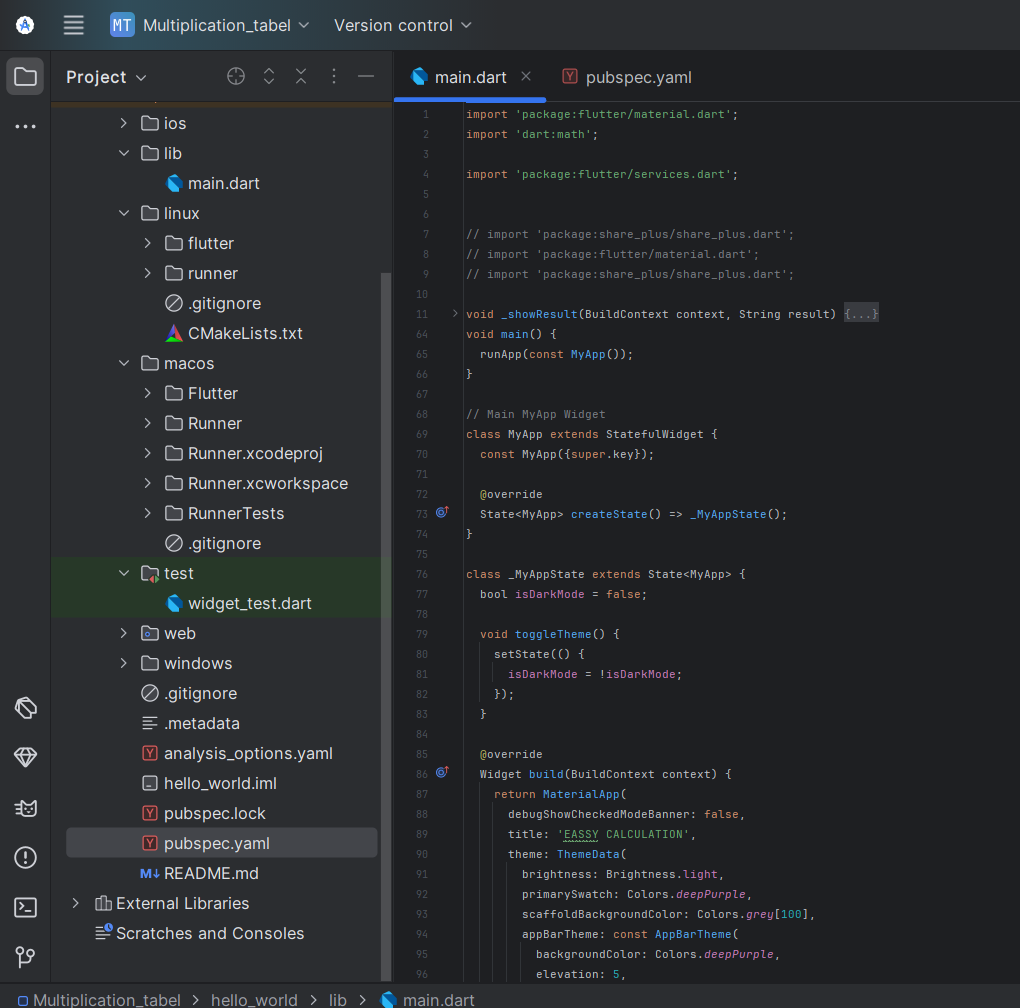 MT Multiplication_tabel Version control
Project
main.dart
pubspec.yaml
ios
lib
main.dart
linux
flutter
runner
.gitignore
CMakeLists.txt
macos
Flutter
Runner
Runner.xcodeproj
Runner.xcworkspace
RunnerTests
.gitignore
test
widget_test.dart
web
windows
.gitignore
.metadata
Y analysis_options.yaml
hello_world.iml
Y pubspec.lock
Y pubspec.yaml
M↓ README.md
External Libraries
Scratches and Consoles
1 import 'package:flutter/material.dart';
2 import 'dart:math';
3
4 import 'package:flutter/services.dart';
5
6
7 // import 'package:share_plus/share_plus.dart';
8 // import 'package:flutter/material.dart';
9 // import 'package:share_plus/share_plus.dart';
10
11 void _showResult(BuildContext context, String result) {...}
64 void main() {
65 runApp(const MyApp());
66 }
67
68 // Main MyApp Widget
69 class MyApp extends StatefulWidget {
70 const MyApp({super.key});
71
72 @override
73 State<MyApp> createState() => _MyAppState();
74 }
75
76 class _MyAppState extends State<MyApp> {
77 bool isDarkMode = false;
78
79 void toggleTheme() {
80 setState(() {
81 isDarkMode = !isDarkMode;
82 });
83 }
84
85 @override
86 Widget build(BuildContext context) {
87 return MaterialApp(
88 debugShowCheckedModeBanner: false,
89 title: 'EASSY CALCULATION',
90 theme: ThemeData(
91 brightness: Brightness.light,
92 primarySwatch: Colors.deepPurple,
93 scaffoldBackgroundColor: Colors.grey[100],
94 appBarTheme: const AppBarTheme(
95 backgroundColor: Colors.deepPurple,
96 elevation: 5,
Multiplication_tabel > hello_world > lib > main.dart